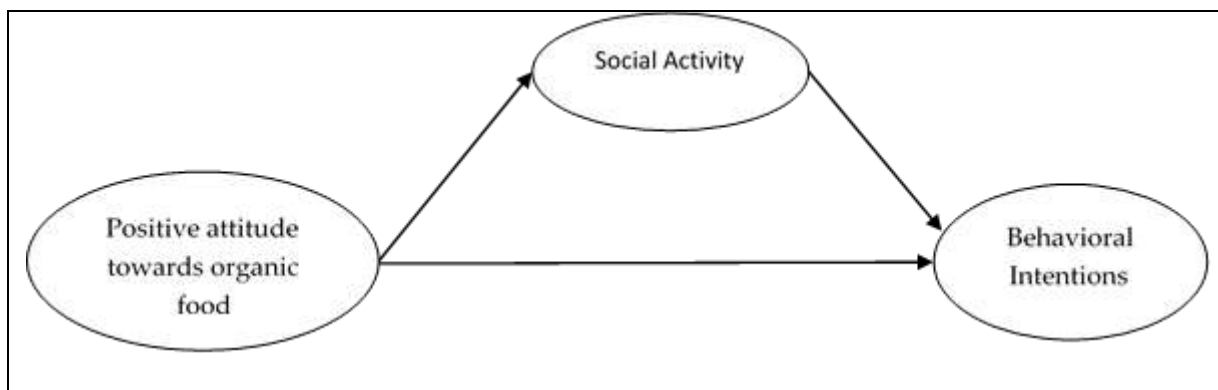 Social Activity
Positive attitude
towards organic
food
Behavioral
Intentions